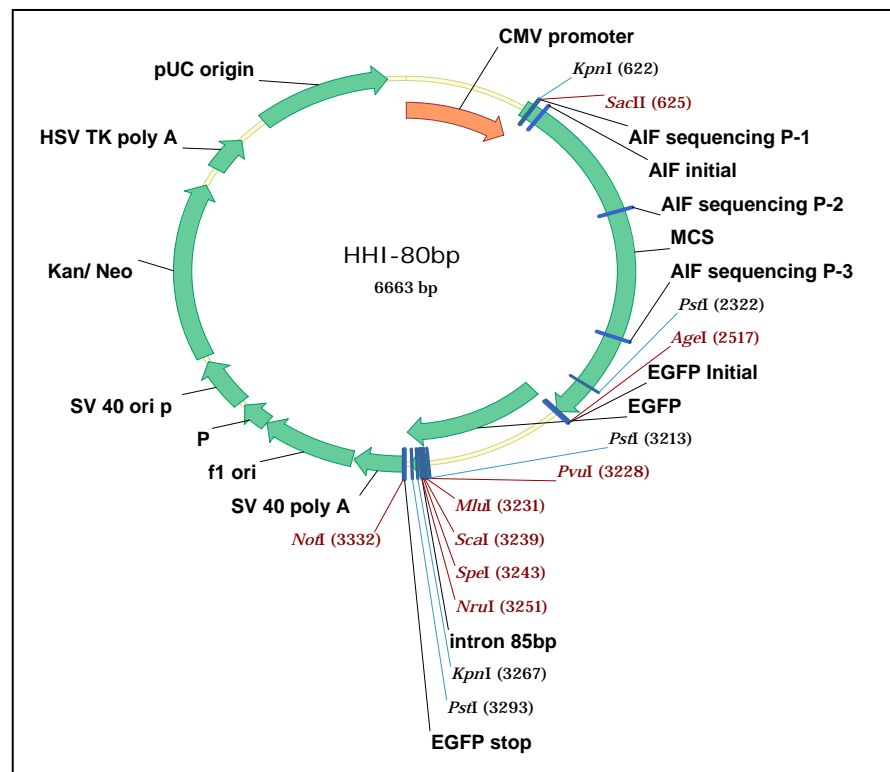 CMV promoter
KpnI (622)
SacII (625)
AIF sequencing P-1
AIF initial
AIF sequencing P-2
MCS
AIF sequencing P-3
PstI (2322)
AgeI (2517)
EGFP Initial
EGFP
PstI (3213)
PvuI (3228)
MluI (3231)
ScaI (3239)
SpeI (3243)
NruI (3251)
intron 85bp
KpnI (3267)
PstI (3293)
EGFP stop
NotI (3332)
SV 40 poly A
f1 ori
P
SV 40 ori p
Kan/ Neo
HSV TK poly A
pUC origin
HHI-80bp
6663 bp